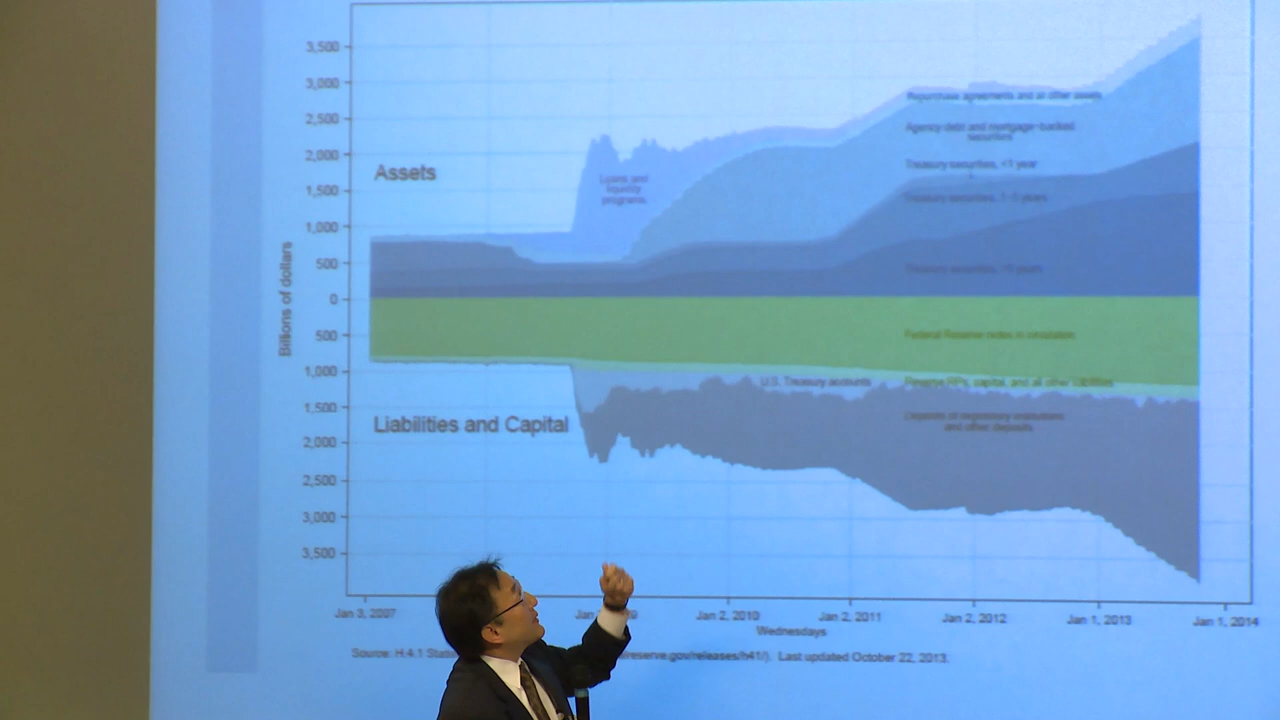 3,500
3,000
2,500
2,000
1,500
1,000
500
0
500
1,000
1,500
2,000
2,500
3,000
3,500
Billions of dollars
Assets
Loans and
liquidity
programs
Repurchase agreements and all other assets
Agency debt and mortgage-backed
securities
Treasury securities, <1 year
Treasury securities, 1-5 years
Treasury securities, >5 years
Federal Reserve notes in circulation
U.S. Treasury accounts
Reverse RPs, capital, and all other liabilities
Deposits of depository institutions
and other deposits
Liabilities and Capital
Jan 3, 2007
Jan 2, 2010
Jan 2, 2011
Jan 2, 2012
Jan 1, 2013
Jan 1, 2014
Wednesdays
Source: H.4.1 reserve.gov/releases/h41/). Last updated October 22, 2013.